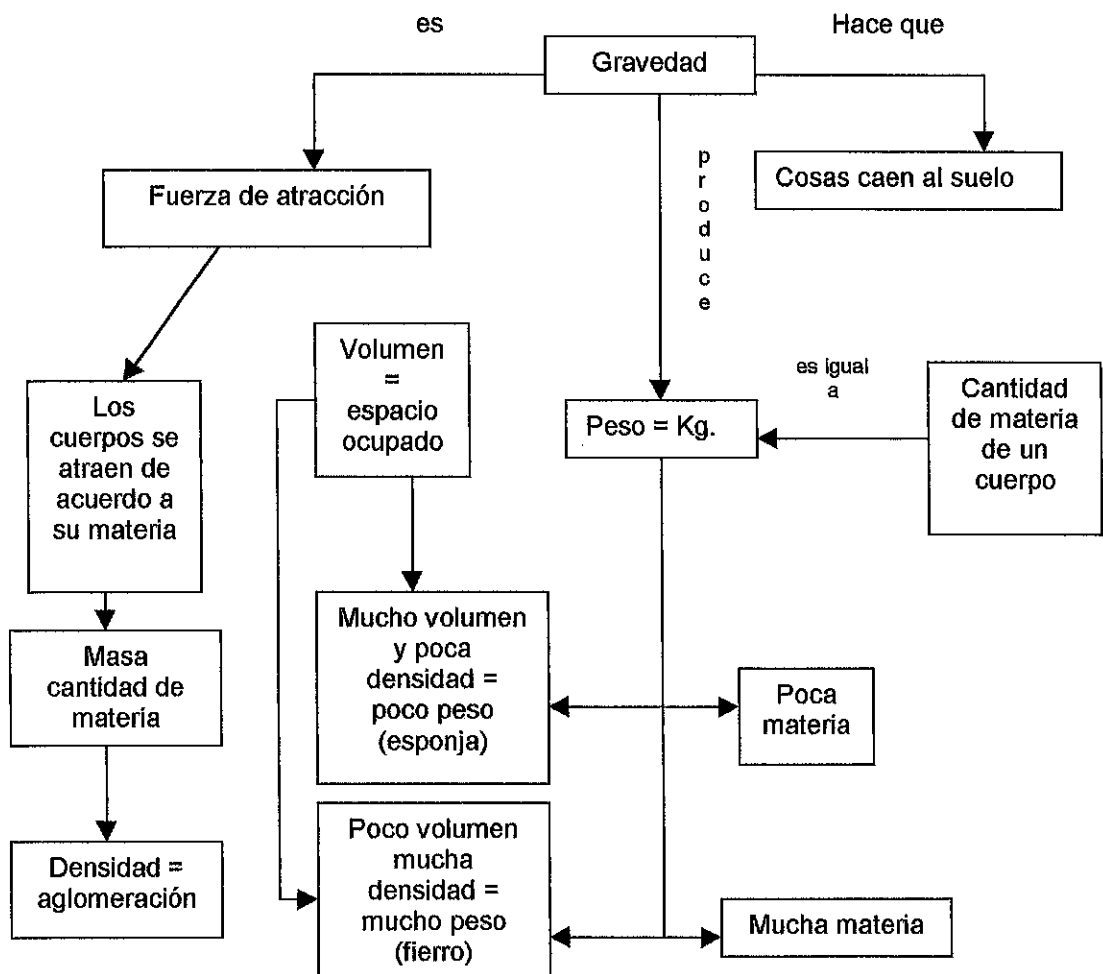 es
Hace que
Gravedad
Fuerza de atracción
p
r
o
d
u
c
e
Cosas caen al suelo
Volumen
=
espacio
ocupado
Los
cuerpos se
atraen de
acuerdo a
su materia
Peso = Kg.
es igual
a
Cantidad
de materia
de un
cuerpo
Masa
cantidad de
materia
Mucho volumen
y poca
densidad =
poco peso
(esponja)
Poca
materia
Densidad =
aglomeración
Poco volumen
mucha
densidad =
mucho peso
(fierro)
Mucha materia